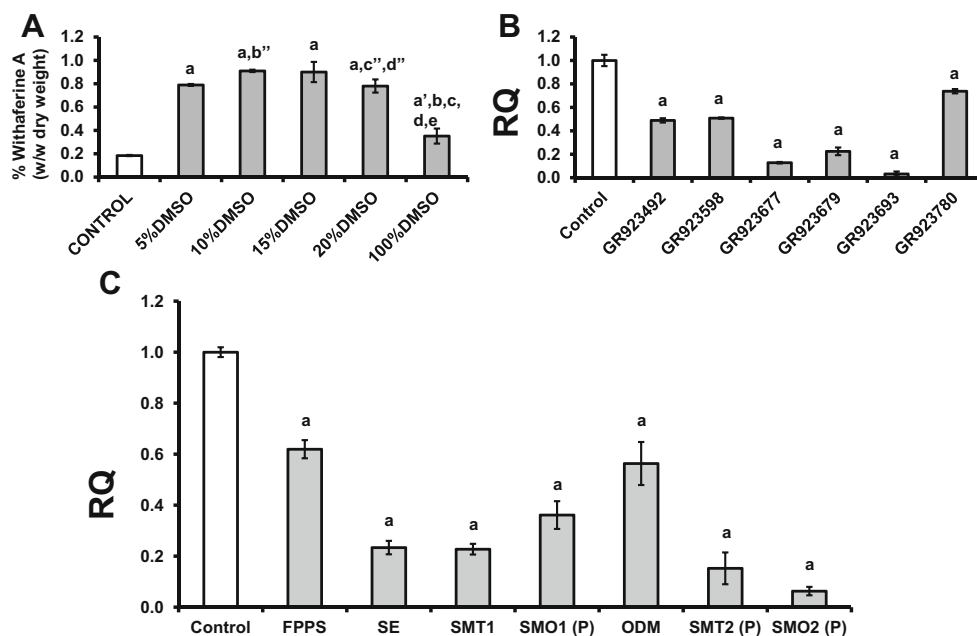 A
% Withaferine A
(w/w dry weight)
1.2
1.0
0.8
0.6
0.4
0.2
0.0
a
a,b’’
a
a,c’’,d’’
a’,b,c,
d,e
CONTROL
5%DMSO
10%DMSO
15%DMSO
20%DMSO
100%DMSO
B
RQ
1.2
1.0
0.8
0.6
0.4
0.2
0.0
a
a
a
a
a
a
Control
GR923492
GR923598
GR923677
GR923679
GR923693
GR923780
C
RQ
1.2
1.0
0.8
0.6
0.4
0.2
0.0
a
a
a
a
a
a
a
Control FPPS SE SMT1 SMO1 (P) ODM SMT2 (P) SMO2 (P)